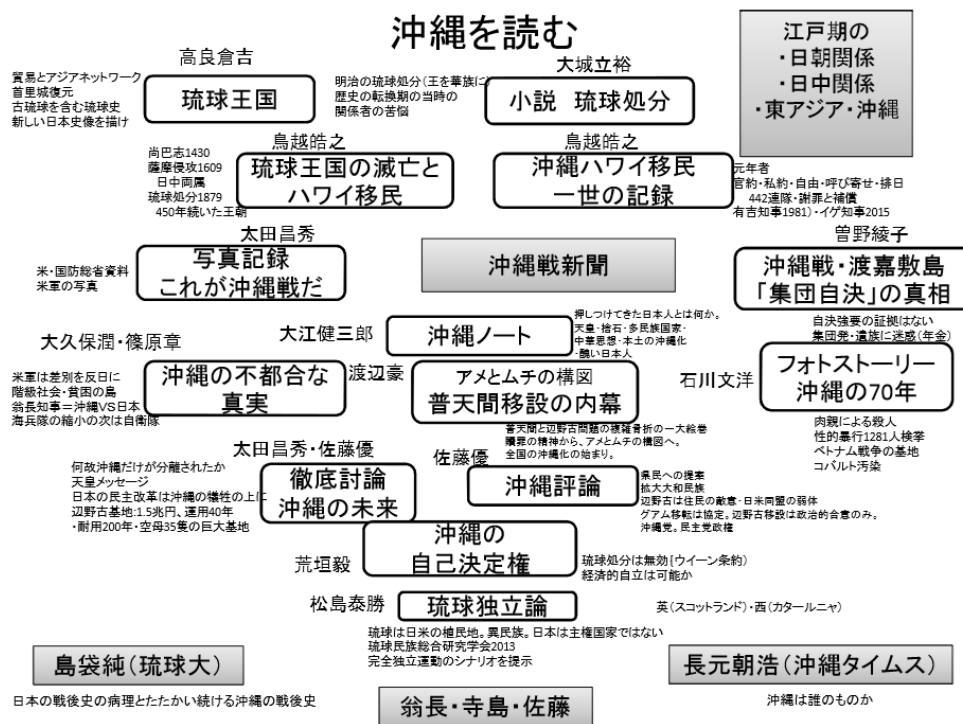 沖縄を読む
江戸期の
・日朝関係
・日中関係
・東アジア・沖縄
高良倉吉
琉球王国
貿易とアジアネットワーク
首里城復元
古琉球を含む琉球史
新しい日本史像を描け
大城立裕
小説 琉球処分
明治の琉球処分(王を華族に)
歴史の転換期の当時の
関係者の苦悩
鳥越皓之
琉球王国の滅亡と
ハワイ移民
尚巴志1430
薩摩侵攻1609
日中両属
琉球処分1879
450年続いた王朝
鳥越皓之
沖縄ハワイ移民
一世の記録
元年者
官約・私約・自由・呼び寄せ・排日
442連隊・謝罪と補償
有吉知事1981)・イゲ知事2015
太田昌秀
写真記録
これが沖縄戦だ
米・国防総省資料
米軍の写真
沖縄戦新聞
曽野綾子
沖縄戦・渡嘉敷島
「集団自決」の真相
自決強要の証拠はない
集団発・遺族に迷惑(年金)
大江健三郎
沖縄ノート
押しつけてきた日本人とは何か。
天皇・捨石・多民族国家・
中華思想・本土の沖縄化
・醜い日本人
大久保潤・篠原章
沖縄の不都合な
真実
米軍は差別を反日に
階級社会・貧困の島
翁長知事=沖縄VS日本
海兵隊の縮小の次は自衛隊
渡辺豪
アメとムチの構図
普天間移設の内幕
普天間と辺野古問題の複雑骨折の一大絵巻
贖罪の精神から、アメとムチの構図へ。
全国の沖縄化の始まり。
石川文洋
フォトストーリー
沖縄の70年
肉親による殺人
性的暴行1281人検挙
ベトナム戦争の基地
コバルト汚染
太田昌秀・佐藤優
徹底討論
沖縄の未来
何故沖縄だけが分離されたか
天皇メッセージ
日本の民主改革は沖縄の犠牲の上に
辺野古基地:1.5兆円、運用40年
・耐用200年・空母35隻の巨大基地
佐藤優
沖縄評論
県民への提案
拡大大和民族
辺野古は住民の敵意・日米同盟の弱体
グアム移転は協定。辺野古移設は政治的合意のみ。
沖縄党。民主党政権
荒垣毅
沖縄の
自己決定権
琉球処分は無効[ウイーン条約)
経済的自立は可能か
松島泰勝
琉球独立論
英(スコットランド)・西(カタールニャ)
琉球は日米の植民地。異民族。日本は主権国家ではない
琉球民族総合研究学会2013
完全独立運動のシナリオを提示
島袋純(琉球大)
日本の戦後史の病理とたたかい続ける沖縄の戦後史
翁長・寺島・佐藤
長元朝浩(沖縄タイムス)
沖縄は誰のものか